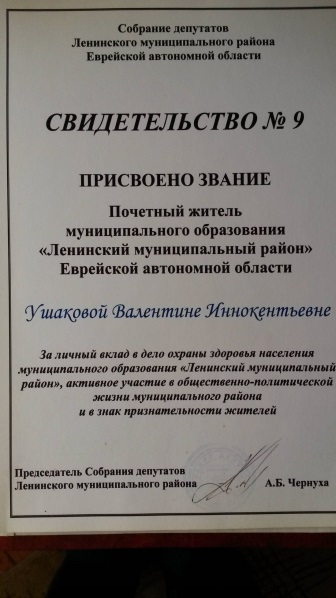 Собрание депутатов
Ленинского муниципального района
Еврейской автономной области
СВИДЕТЕЛЬСТВО № 9
ПРИСВОЕНО ЗВАНИЕ
Почетный житель
муниципального образования
«Ленинский муниципальный район»
Еврейской автономной области
Ушаковой Валентине Иннокентьевне
За личный вклад в дело охраны здоровья населения
муниципального образования «Ленинский муниципальный
район», активное участие в общественно-политической
жизни муниципального района
и в знак признательности жителей
Председатель Собрания депутатов
Ленинского муниципального района А.Б. Чернуха